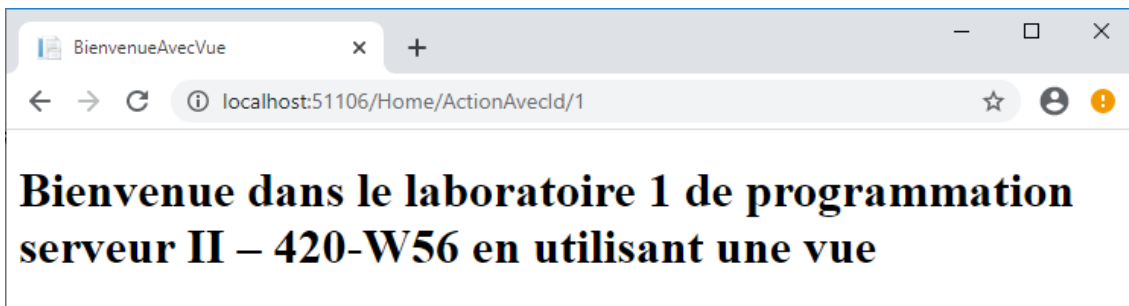 BienvenueAvecVue
localhost:51106/Home/ActionAvecId/1
Bienvenue dans le laboratoire 1 de programmation
serveur II – 420-W56 en utilisant une vue